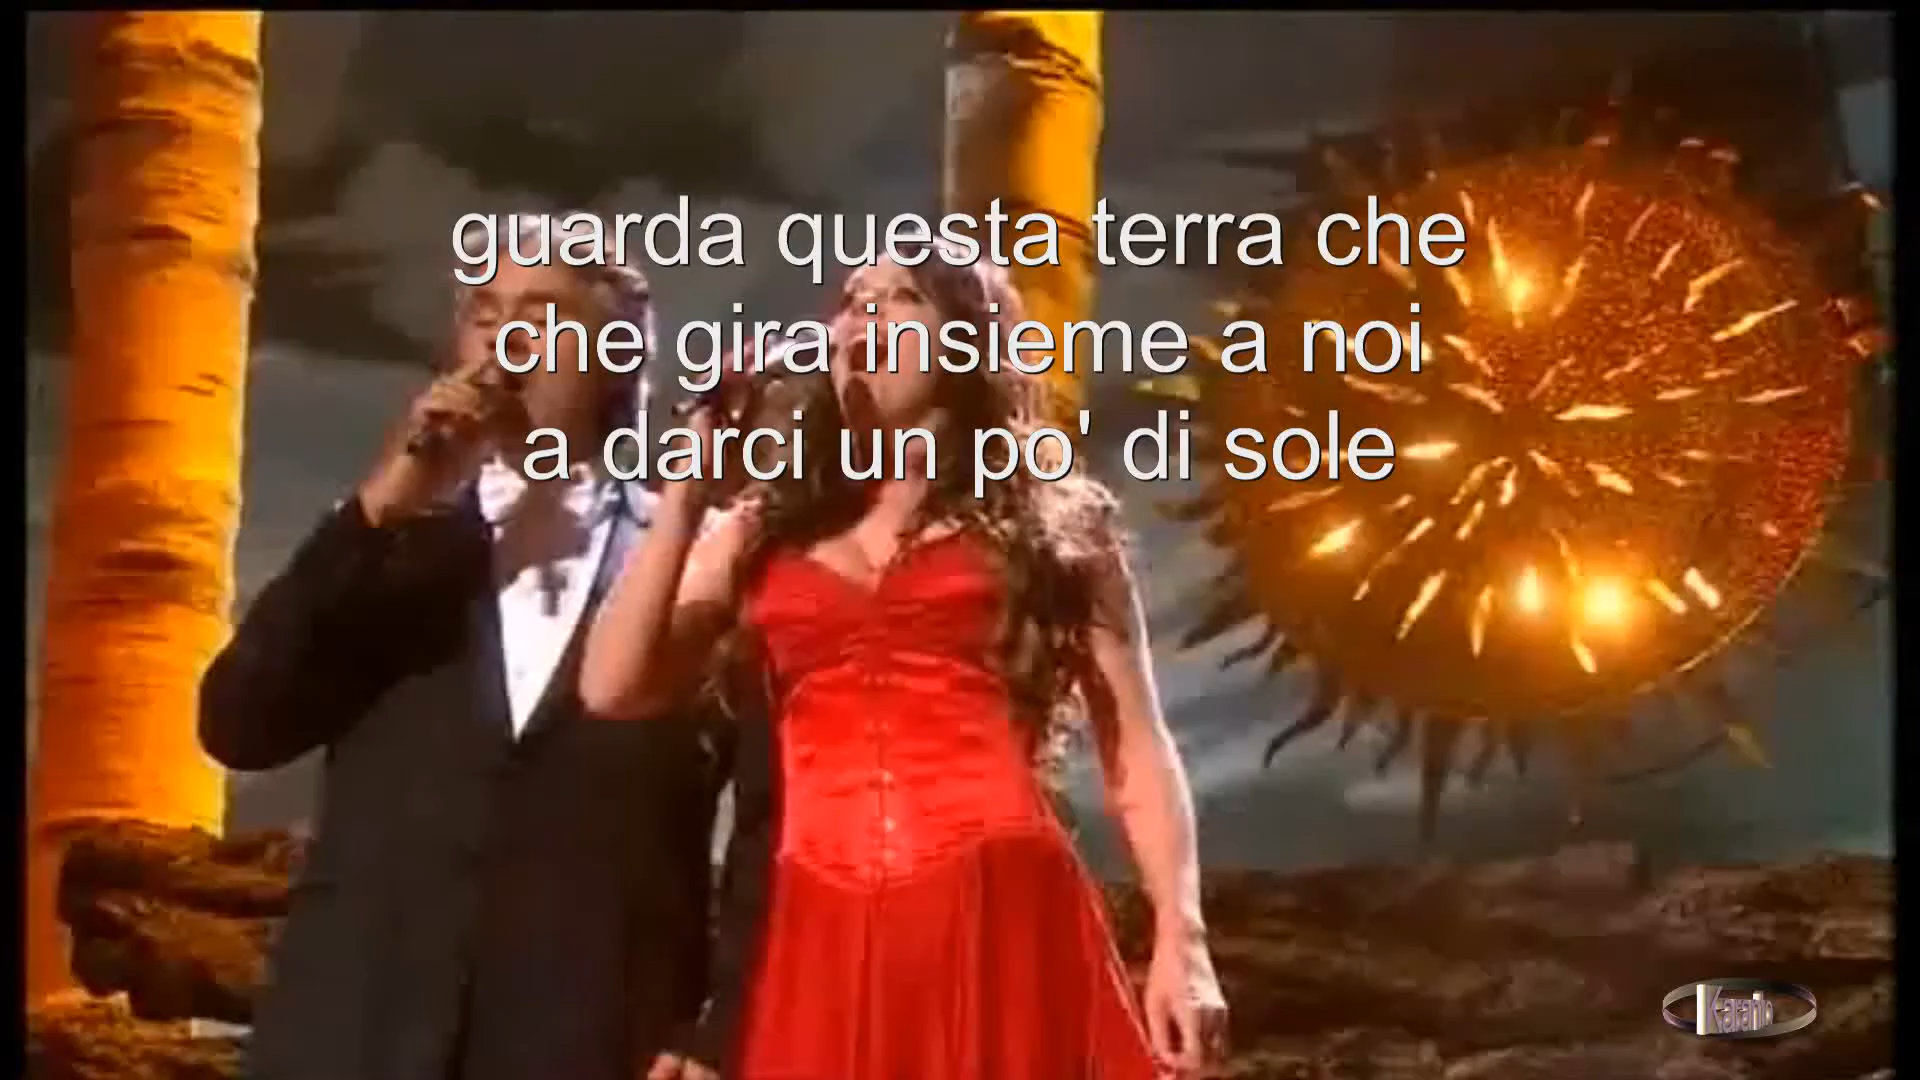 guarda questa terra che
che gira insieme a noi
a darci un po' di sole